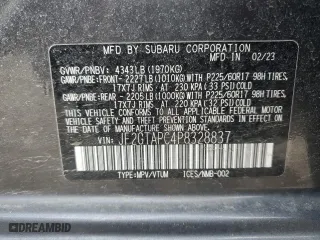 MFD BY SUBARU CORPORATION
MADE IN 02/23
GVWR/PNBV: 4343LB (1970KG)
GAWR/PNBE:FRONT- 2227LB(1010KG) WITH P225/60R17 98H TIRES,
17X7J RIMS, AT 230 KPA( 33 PSI) COLD
GAWR/PNBE:REAR - 2205LB(1000KG) WITH P225/60R17 98H TIRES,
17X7J RIMS, AT 220 KPA( 32 PSI) COLD
THIS VEHICLE CONFORMS TO ALL APPLICABLE FEDERAL MOTOR
VEHICLE SAFETY, BUMPER, AND THEFT PREVENTION
STANDARDS IN EFFECT ON THE DATE OF MANUFACTURE
SHOWN ABOVE.
VIN: JF2GTAPC4P8328837
TYPE:MPV/VTUM ICES/NMB-002